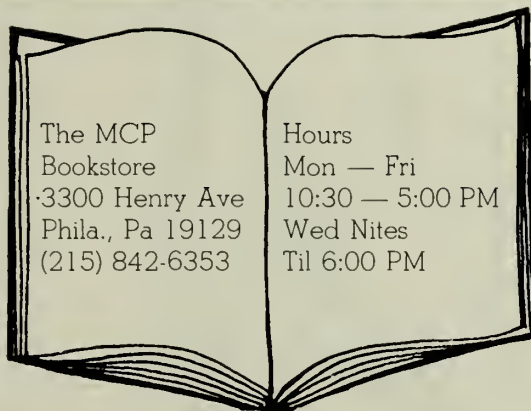 The MCP
Bookstore
3300 Henry Ave
Phila., Pa 19129
(215) 842-6353
Hours
Mon — Fri
10:30 — 5:00 PM
Wed Nites
Til 6:00 PM